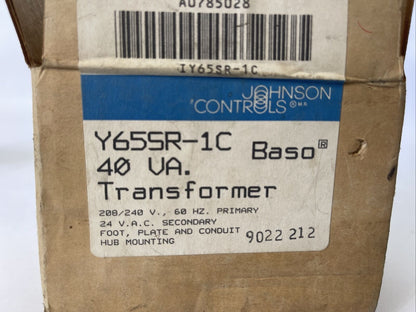 A0785028
IY65SR-1C
JOHNSON
CONTROLS ®
Y65SR-1C Baso®
40 VA.
Transformer
208/240 V., 60 HZ. PRIMARY
24 V.A.C. SECONDARY
FOOT, PLATE AND CONDUIT
HUB MOUNTING
9022 212